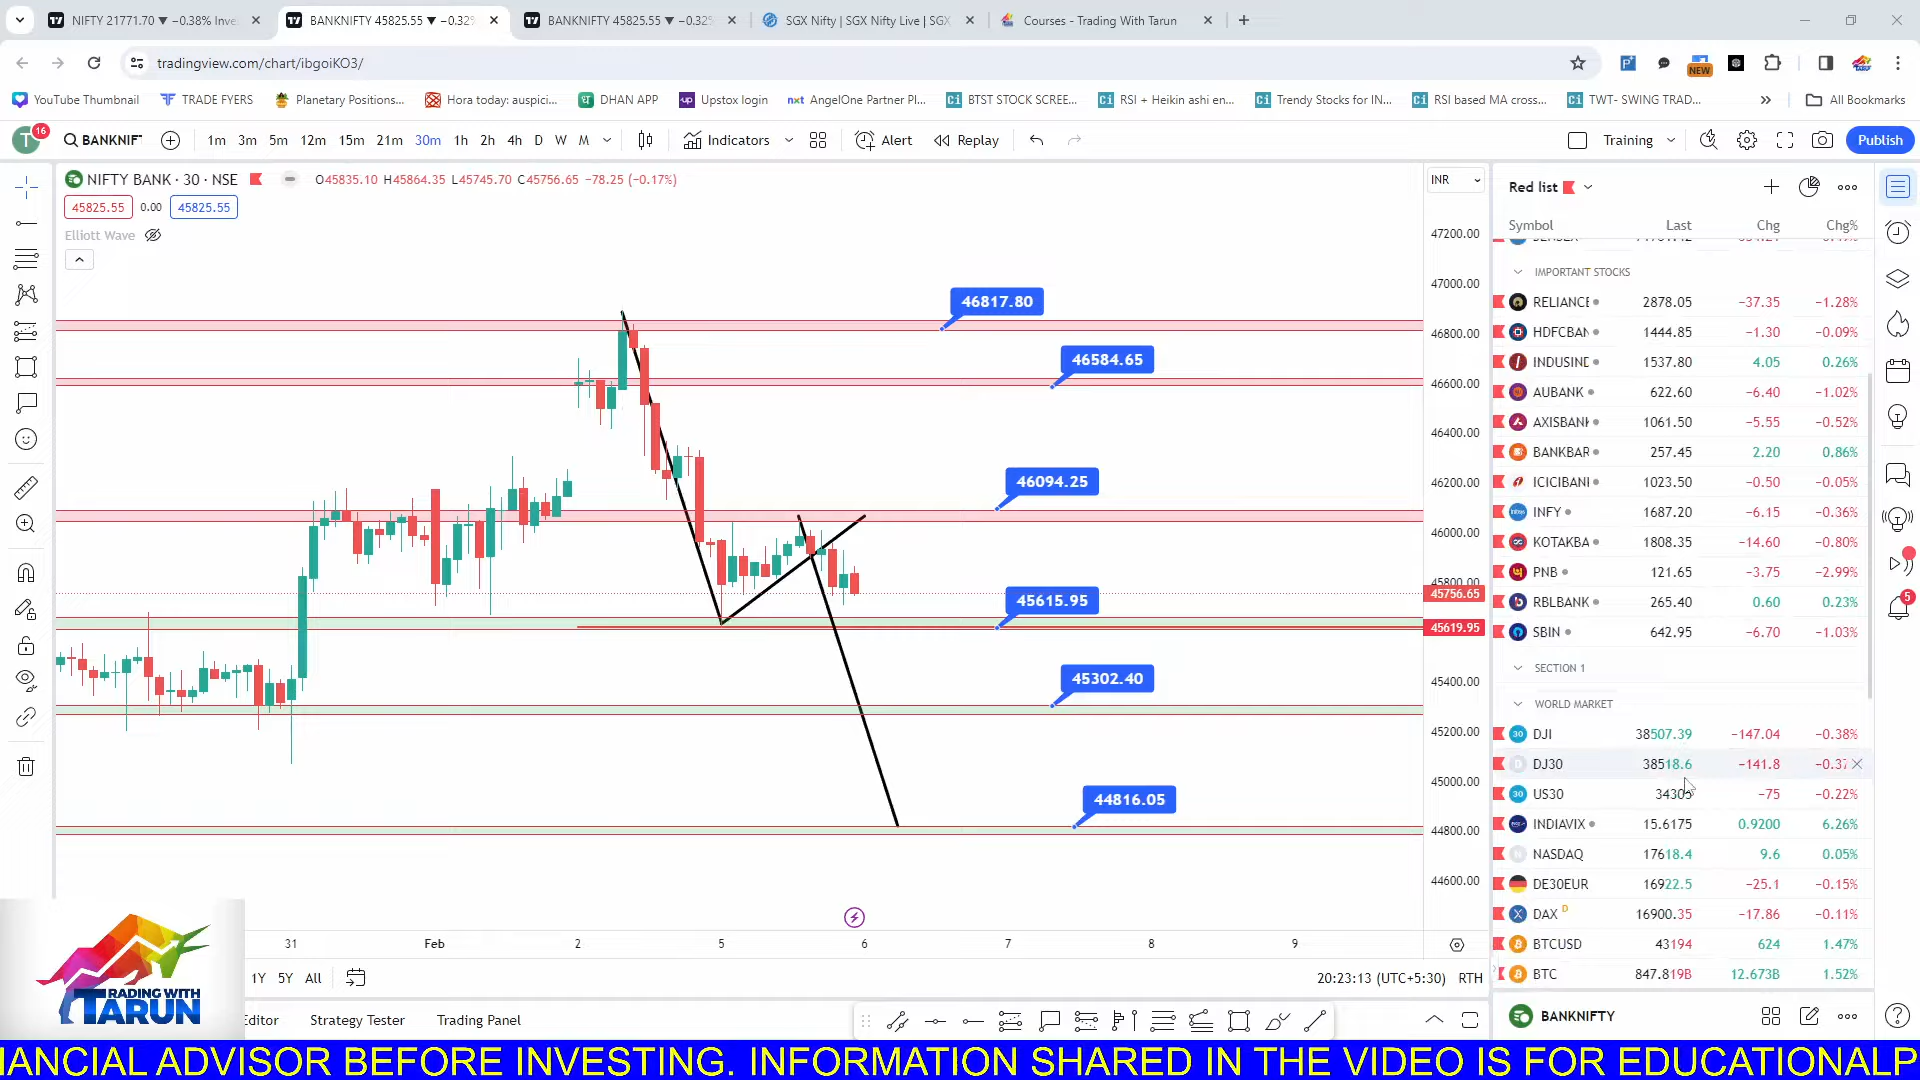 NIFTY 21771.70 ▼ −0.38% Inve
BANKNIFTY 45825.55 ▼ −0.32%
BANKNIFTY 45825.55 ▼ −0.32%
SGX Nifty | SGX Nifty Live | SGX
Courses - Trading With Tarun
tradingview.com/chart/ibgoiKO3/
NEW
YouTube Thumbnail
TRADE FYERS
Planetary Positions...
Hora today: auspici...
DHAN APP
Upstox login
AngelOne Partner Pl...
BTST STOCK SCREE...
RSI + Heikin ashi en...
Trendy Stocks for IN...
RSI based MA cross...
TWT- SWING TRAD...
All Bookmarks
T 16
BANKNIF
1m 3m 5m 12m 15m 21m 30m 1h 2h 4h D W M
Indicators
Alert
Replay
Training
Publish
NIFTY BANK · 30 · NSE
O45835.10 H45864.35 L45745.70 C45756.65 −78.25 (−0.17%)
45825.55 0.00 45825.55
Elliott Wave
INR
47200.00
47000.00
46800.00
46600.00
46400.00
46200.00
46000.00
45800.00
45756.65
45619.95
45400.00
45200.00
45000.00
44800.00
44600.00
46817.80
46584.65
46094.25
45615.95
45302.40
44816.05
31 Feb 2 5 6 7 8 9
1Y 5Y All
20:23:13 (UTC+5:30) RTH
Editor
Strategy Tester
Trading Panel
Red list
Symbol Last Chg Chg%
IMPORTANT STOCKS
RELIANCE 2878.05 −37.35 −1.28%
HDFCBAN 1444.85 −1.30 −0.09%
INDUSIND 1537.80 4.05 0.26%
AUBANK 622.60 −6.40 −1.02%
AXISBANK 1061.50 −5.55 −0.52%
BANKBAR 257.45 2.20 0.86%
ICICIBANI 1023.50 −0.50 −0.05%
INFY 1687.20 −6.15 −0.36%
KOTAKBA 1808.35 −14.60 −0.80%
PNB 121.65 −3.75 −2.99%
RBLBANK 265.40 0.60 0.23%
SBIN 642.95 −6.70 −1.03%
SECTION 1
WORLD MARKET
DJI 38507.39 −147.04 −0.38%
DJ30 38518.6 −141.8 −0.37
US30 34305 −75 −0.22%
INDIAVIX 15.6175 0.9200 6.26%
NASDAQ 17618.4 9.6 0.05%
DE30EUR 16922.5 −25.1 −0.15%
DAX D 16900.35 −17.86 −0.11%
BTCUSD 43194 624 1.47%
BTC 847.819B 12.673B 1.52%
BANKNIFTY
5
RADING WITH
TARUN
IANCIAL ADVISOR BEFORE INVESTING. INFORMATION SHARED IN THE VIDEO IS FOR EDUCATIONALP